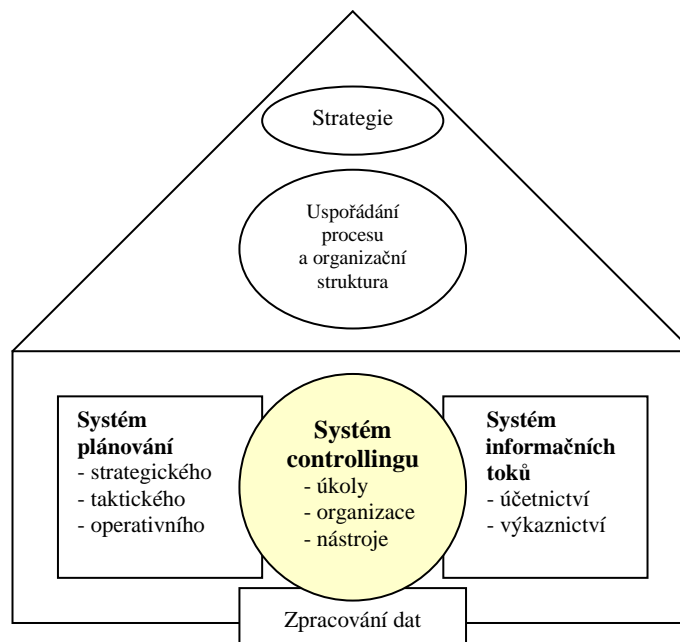 Strategie
Uspořádání
procesu
a organizační
struktura
Systém
plánování
- strategického
- taktického
- operativního
Systém
controllingu
- úkoly
- organizace
- nástroje
Systém
informačních
toků
- účetnictví
- výkaznictví
Zpracování dat